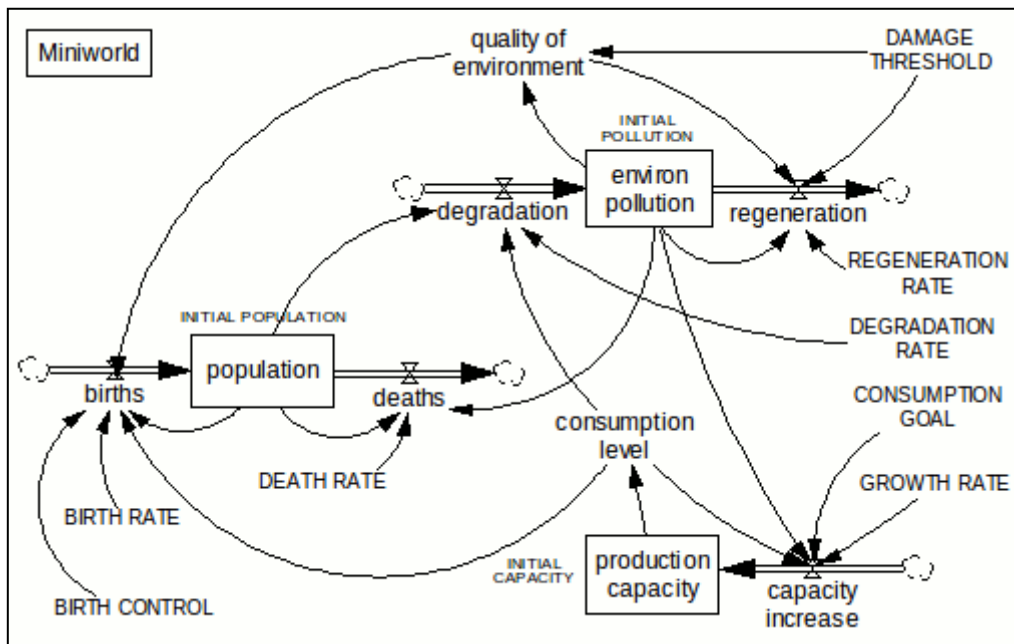 Miniworld
quality of
environment
DAMAGE
THRESHOLD
INITIAL
POLLUTION
environ
pollution
degradation
regeneration
REGENERATION
RATE
INITIAL POPULATION
DEGRADATION
RATE
population
births
deaths
CONSUMPTION
GOAL
consumption
level
DEATH RATE
GROWTH RATE
BIRTH RATE
INITIAL
CAPACITY
production
capacity
capacity
increase
BIRTH CONTROL